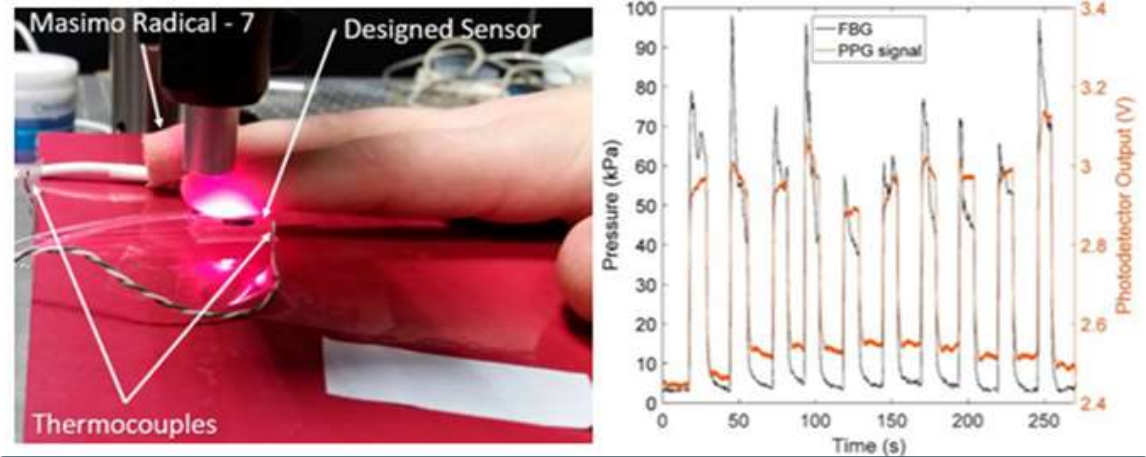 Masimo Radical - 7
Designed Sensor
Thermocouples
100
90
80
70
60
50
40
30
20
10
0
Pressure (kPa)
FBG
PPG signal
3.4
3.2
3
2.8
2.6
2.4
Photodetector Output (V)
0
50
100
150
200
250
Time (s)